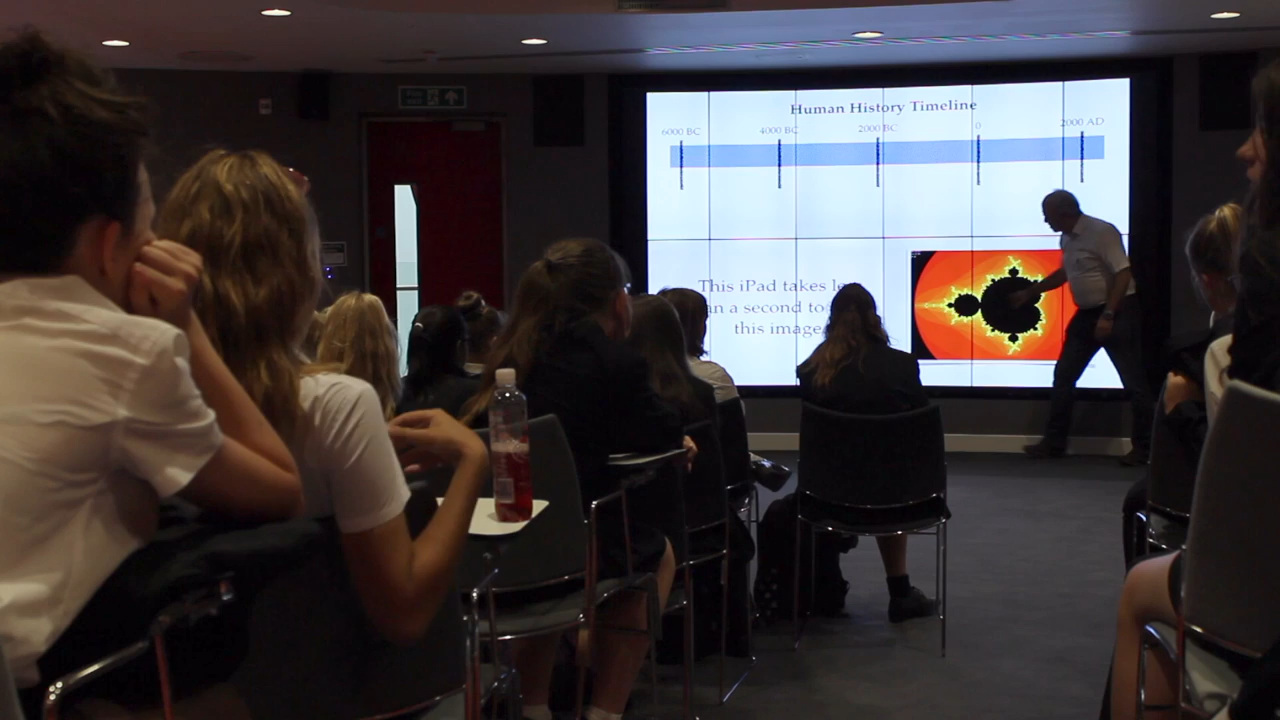 Human History Timeline
6000 BC 4000 BC 2000 BC 0 2000 AD
This iPad takes
a second to
this image